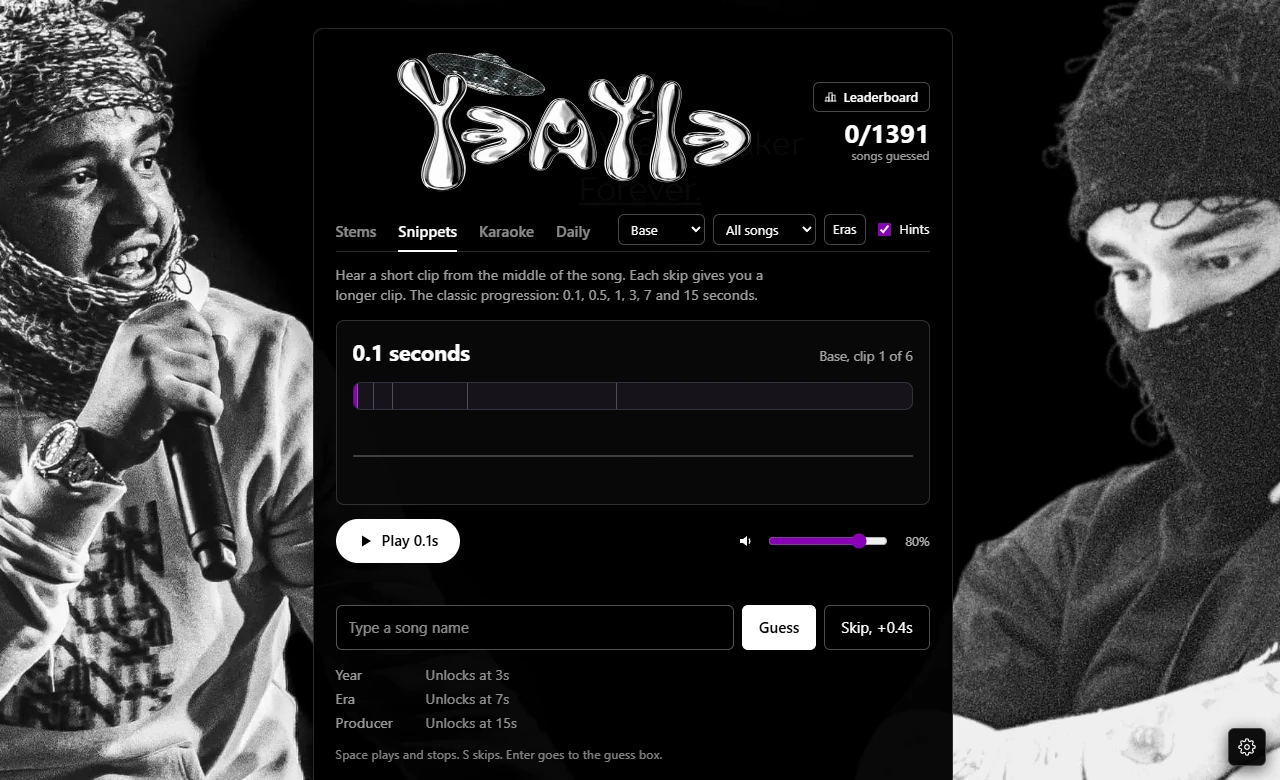 YEATLE
Leaderboard
0/1391
songs guessed
Forever.
Stems
Snippets
Karaoke
Daily
Base
All songs
Eras
Hints
Hear a short clip from the middle of the song. Each skip gives you a
longer clip. The classic progression: 0.1, 0.5, 1, 3, 7 and 15 seconds.
0.1 seconds
Base, clip 1 of 6
Play 0.1s
80%
Type a song name
Guess
Skip, +0.4s
Year Unlocks at 3s
Era Unlocks at 7s
Producer Unlocks at 15s
Space plays and stops. S skips. Enter goes to the guess box.